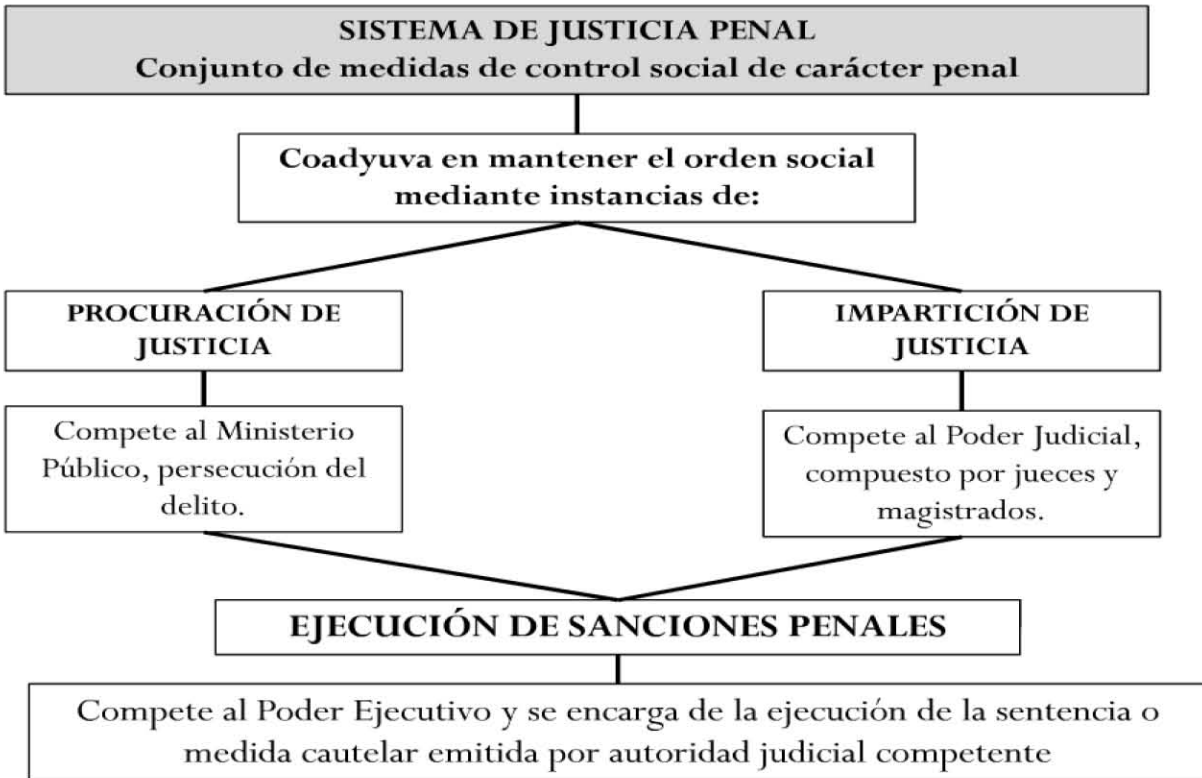 SISTEMA DE JUSTICIA PENAL
Conjunto de medidas de control social de carácter penal
Coadyuva en mantener el orden social
mediante instancias de:
PROCURACIÓN DE
JUSTICIA
IMPARTICIÓN DE
JUSTICIA
Compete al Ministerio
Público, persecución del
delito.
Compete al Poder Judicial,
compuesto por jueces y
magistrados.
EJECUCIÓN DE SANCIONES PENALES
Compete al Poder Ejecutivo y se encarga de la ejecución de la sentencia o
medida cautelar emitida por autoridad judicial competente